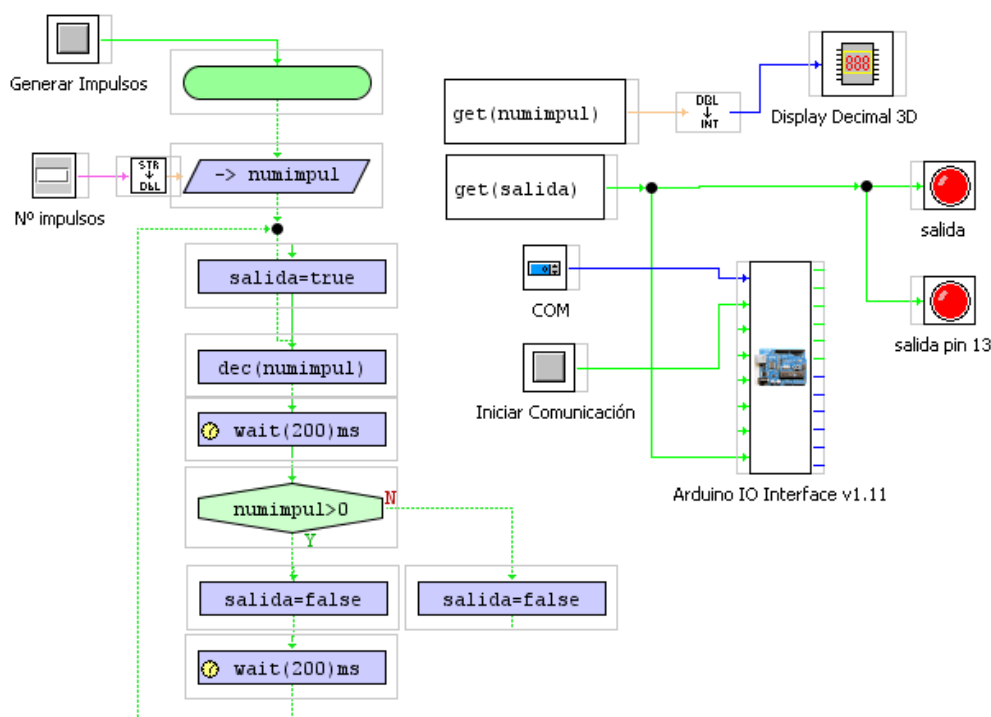 Generar Impulsos
STR
DbL
-> numimpul
Nº impulsos
salida=true
dec(numimpul)
wait(200)ms
numimpul>0
N
Y
salida=false
salida=false
wait(200)ms
get(numimpul)
DBL
INT
888
Display Decimal 3D
get(salida)
salida
COM
0
salida pin 13
Iniciar Comunicación
Arduino IO Interface v1.11